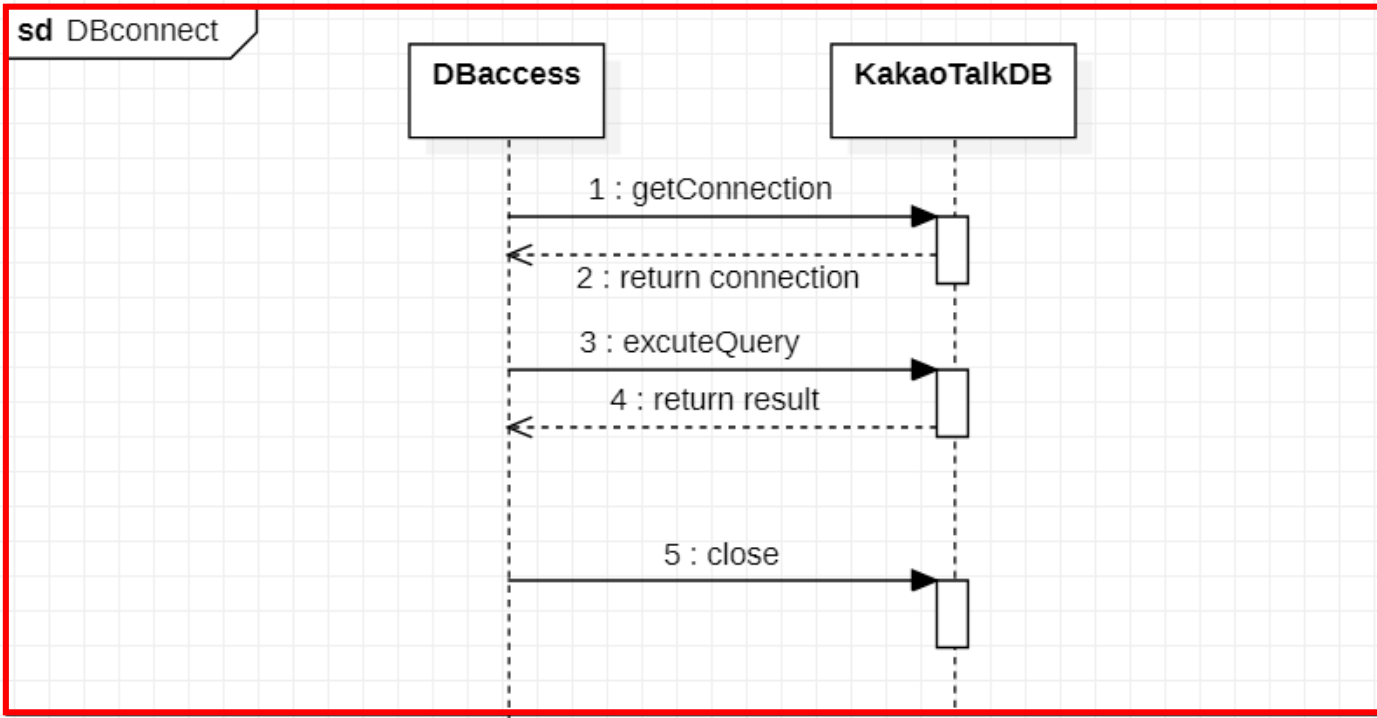 sd DBconnect
DBaccess
KakaoTalkDB
1 : getConnection
2 : return connection
3 : excuteQuery
4 : return result
5 : close